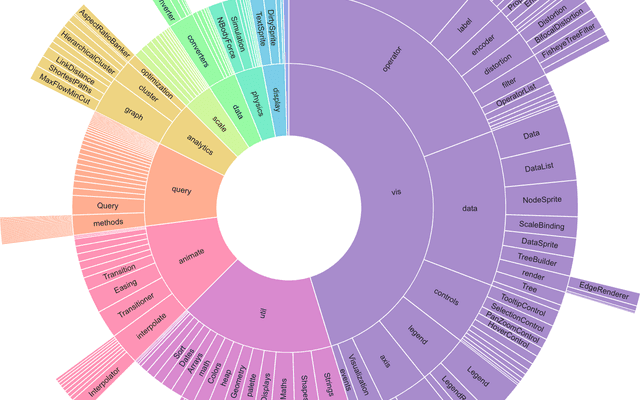 vis
operator
label
encoder
distortion
filter
OperatorList
Distortion
BifocalDistortion
FisheyeTreeFilter
data
Data
DataList
NodeSprite
ScaleBinding
DataSprite
TreeBuilder
render
EdgeRenderer
Tree
controls
TooltipControl
SelectionControl
PanZoomControl
HoverControl
legend
Legend
axis
Visualization
events
util
Strings
Shapes
Maths
Displays
palette
Geometry
heap
Colors
math
Arrays
Dates
Sort
animate
interpolate
Interpolator
Transitioner
Easing
Transition
query
methods
Query
analytics
graph
MaxFlowMinCut
ShortestPaths
LinkDistance
cluster
HierarchicalCluster
optimization
AspectRatioBanker
scale
data
converters
physics
NBodyForce
Simulation
display
TextSprite
DirtySprite